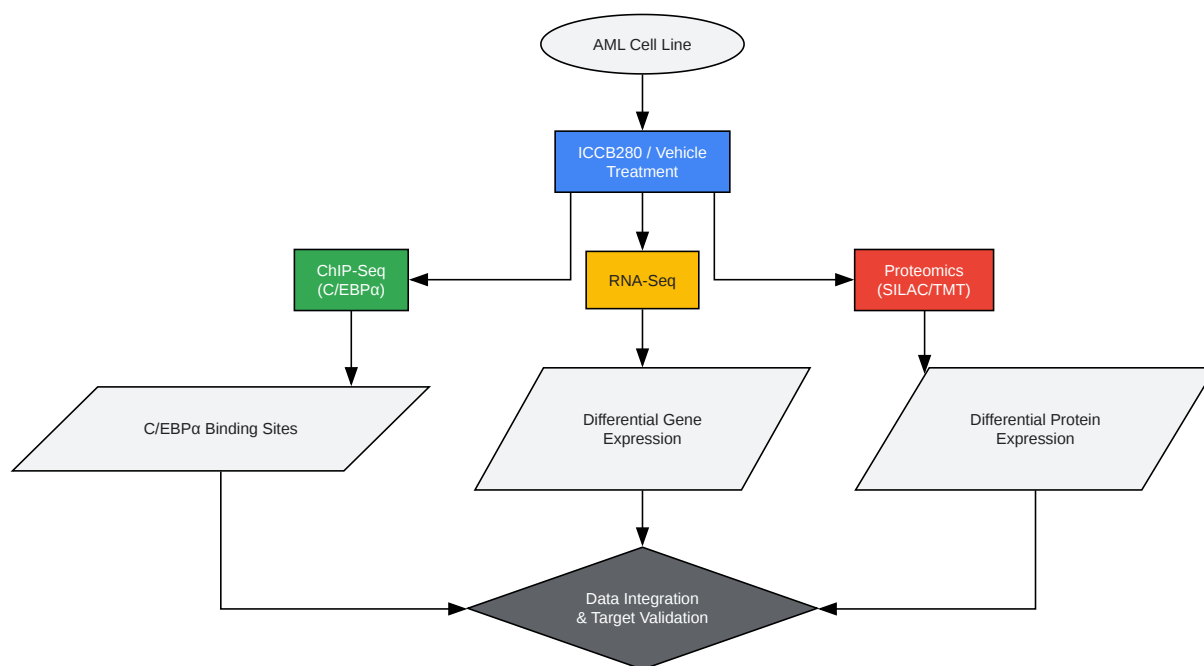 AML Cell Line
ICCB280 / Vehicle
Treatment
ChIP-Seq
(C/EBPα)
RNA-Seq
Proteomics
(SILAC/TMT)
C/EBPα Binding Sites
Differential Gene
Expression
Differential Protein
Expression
Data Integration
& Target Validation